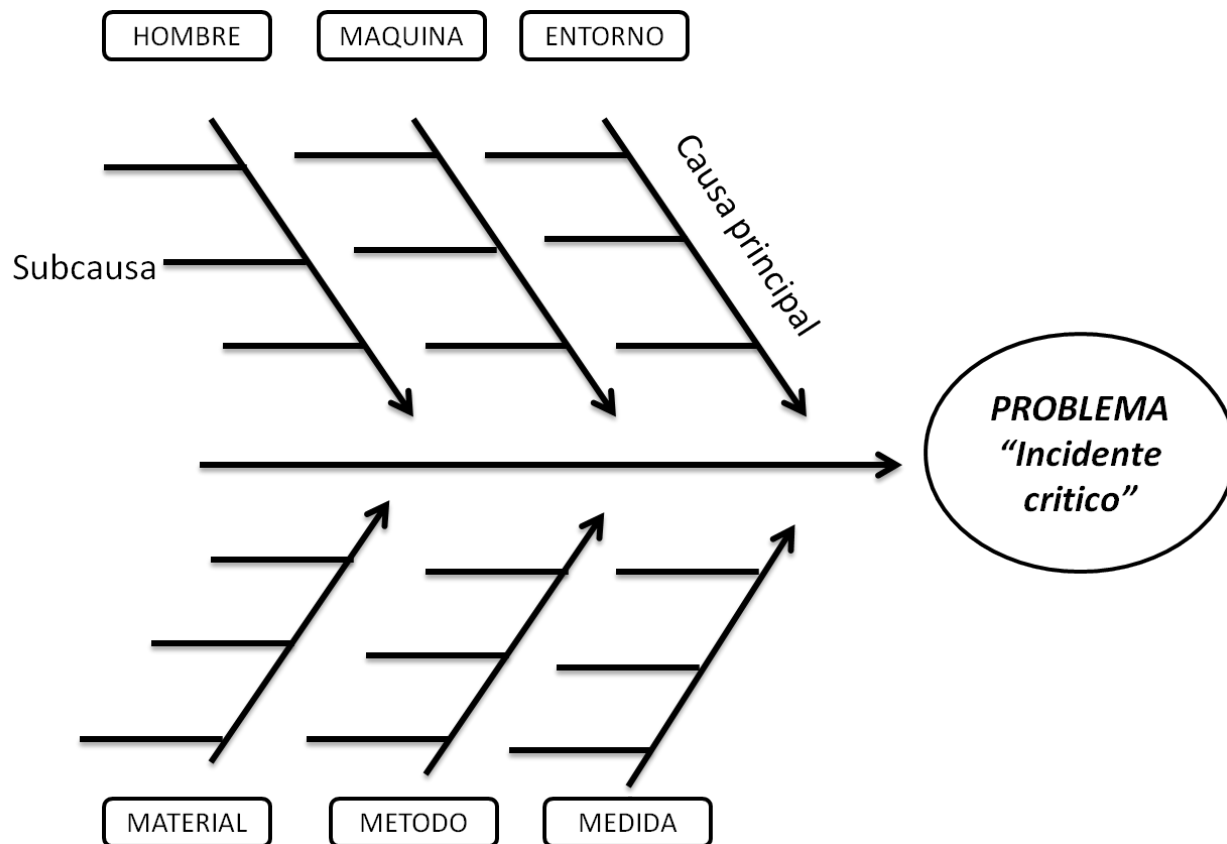 HOMBRE
MAQUINA
ENTORNO
Causa principal
Subcausa
PROBLEMA
“Incidente
critico”
MATERIAL
METODO
MEDIDA